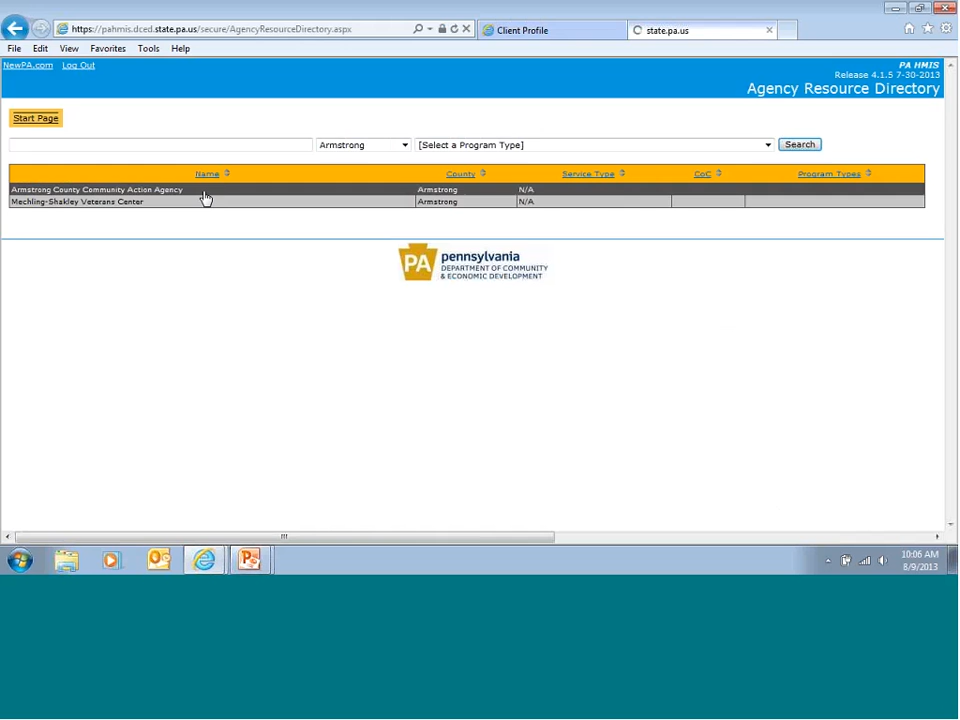 https://pahmis.dced.state.pa.us/secure/AgencyResourceDirectory.aspx
Client Profile
state.pa.us
File Edit View Favorites Tools Help
NewPA.com Log Out
PA HMIS
Release 4.1.5 7-30-2013
Agency Resource Directory
Start Page
Armstrong [Select a Program Type] Search
Name County Service Type CoC Program Types
Armstrong County Community Action Agency Armstrong N/A
Mechling-Shakley Veterans Center Armstrong N/A
PA pennsylvania
DEPARTMENT OF COMMUNITY
& ECONOMIC DEVELOPMENT
10:06 AM
8/9/2013